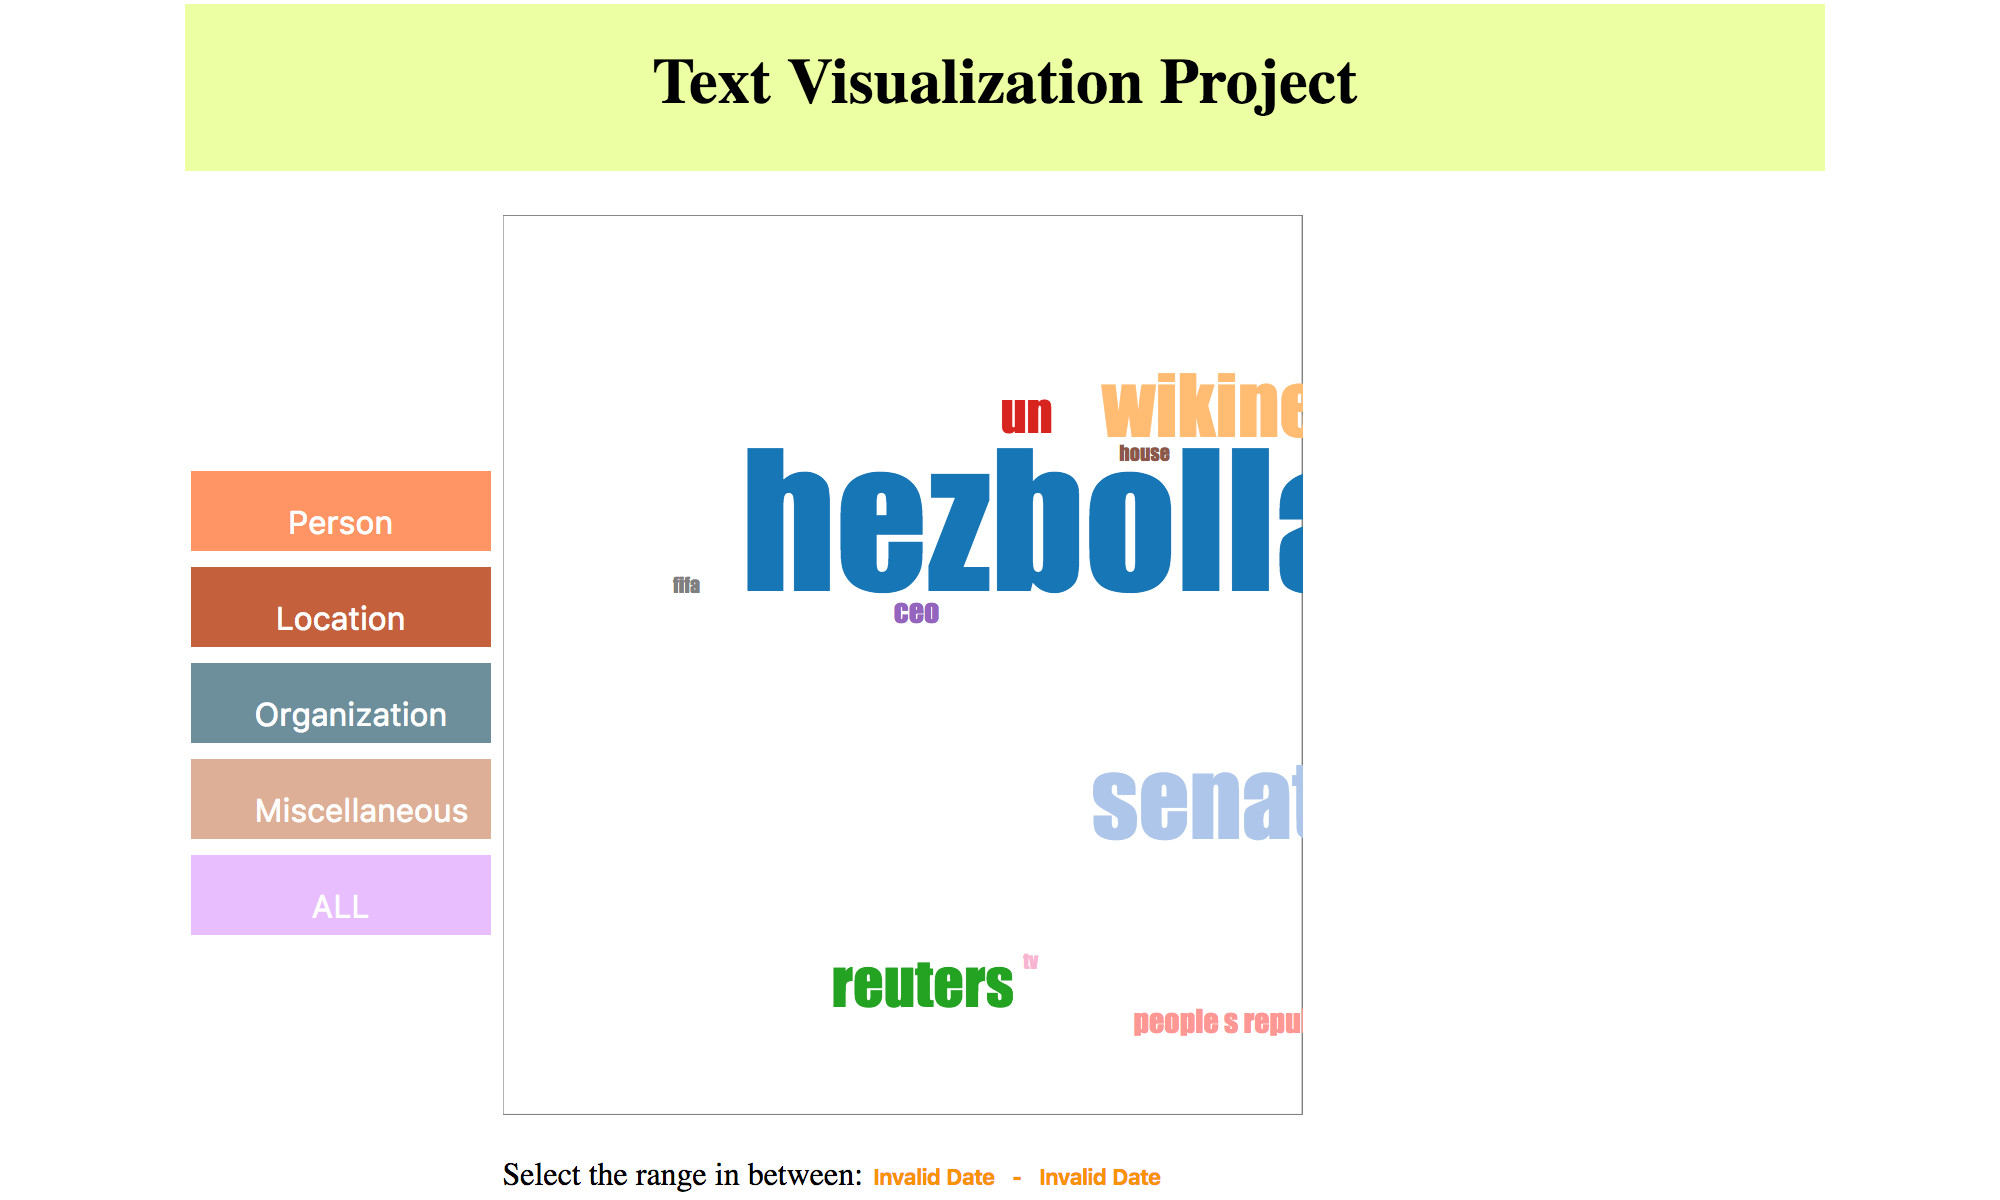 Text Visualization Project
Person
Location
Organization
Miscellaneous
ALL
un
wikine
house
hezbolla
fifa
ceo
senat
reuters
tv
people s repu
Select the range in between: Invalid Date - Invalid Date